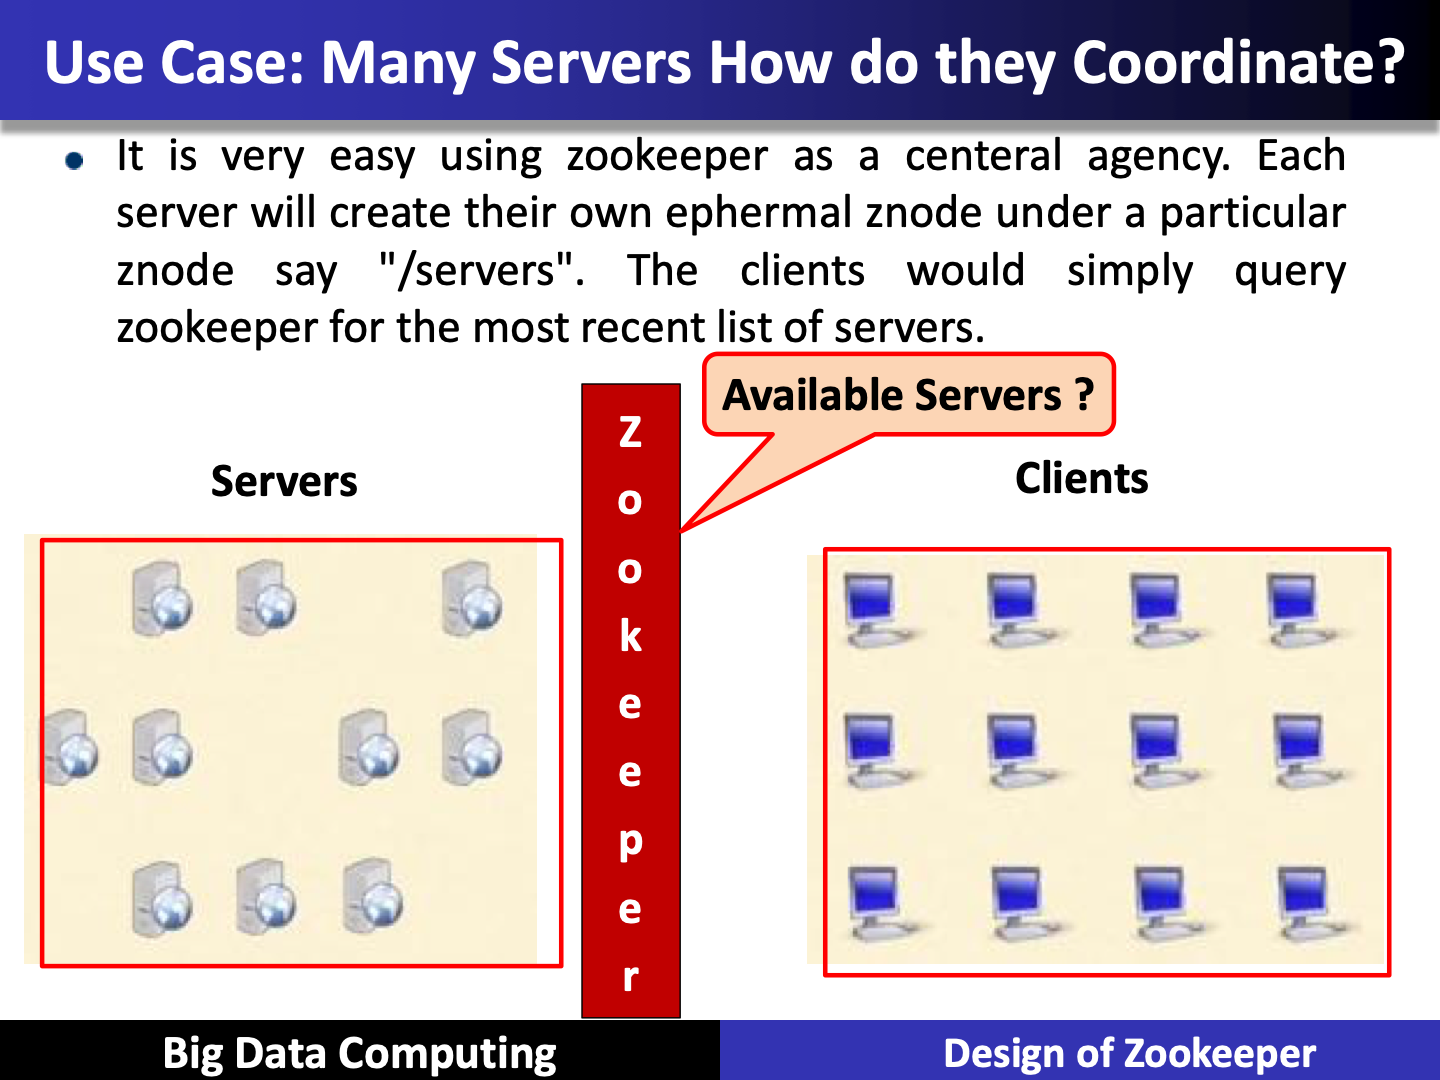 Use Case: Many Servers How do they Coordinate?
• It is very easy using zookeeper as a centeral agency. Each
server will create their own ephermal znode under a particular
znode say "/servers". The clients would simply query
zookeeper for the most recent list of servers.
Available Servers ?
Servers
Zookeeper
Clients
Big Data Computing
Design of Zookeeper